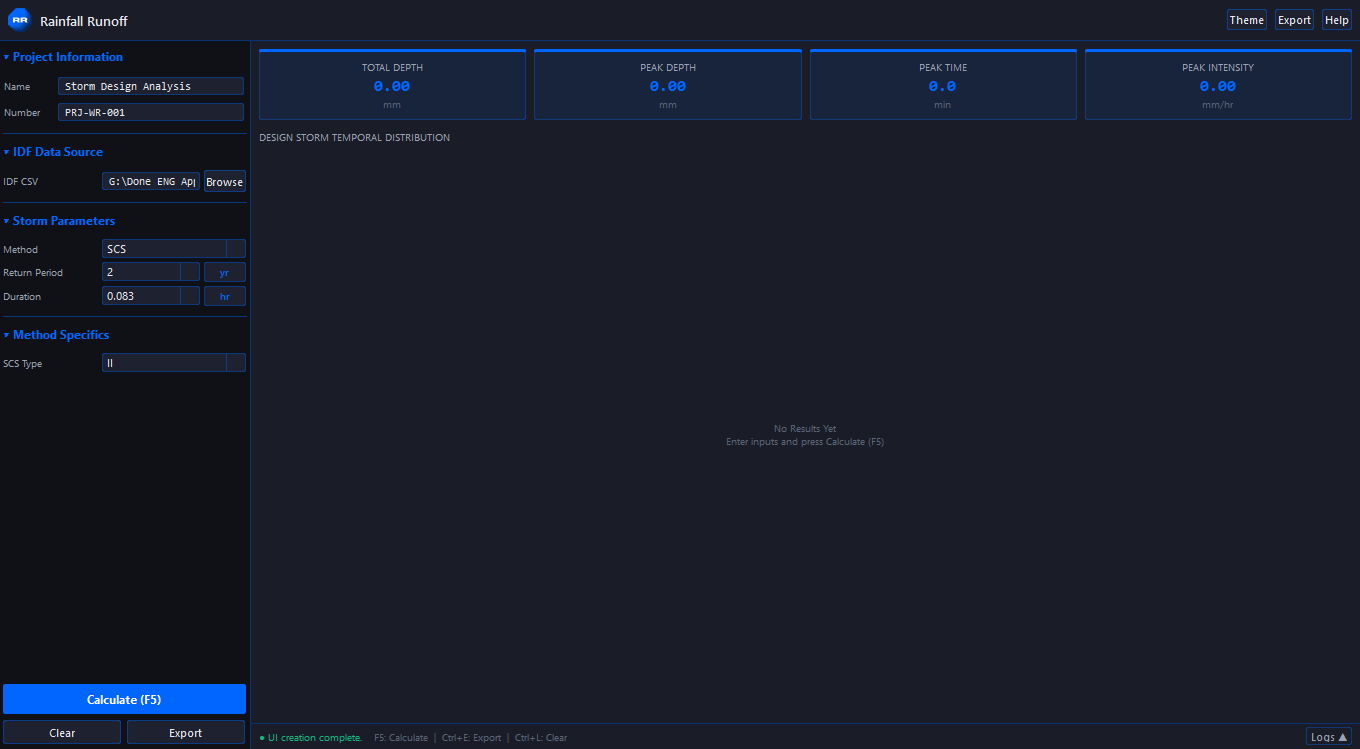 RR Rainfall Runoff
Theme Export Help
▾ Project Information
Name Storm Design Analysis
Number PRJ-WR-001
▾ IDF Data Source
IDF CSV G:\Done ENG Ap Browse
▾ Storm Parameters
Method SCS
Return Period 2 yr
Duration 0.083 hr
▾ Method Specifics
SCS Type II
Calculate (F5)
Clear Export
TOTAL DEPTH
0.00
mm
PEAK DEPTH
0.00
mm
PEAK TIME
0.0
min
PEAK INTENSITY
0.00
mm/hr
DESIGN STORM TEMPORAL DISTRIBUTION
No Results Yet
Enter inputs and press Calculate (F5)
● UI creation complete. F5: Calculate | Ctrl+E: Export | Ctrl+L: Clear
Logs ▲